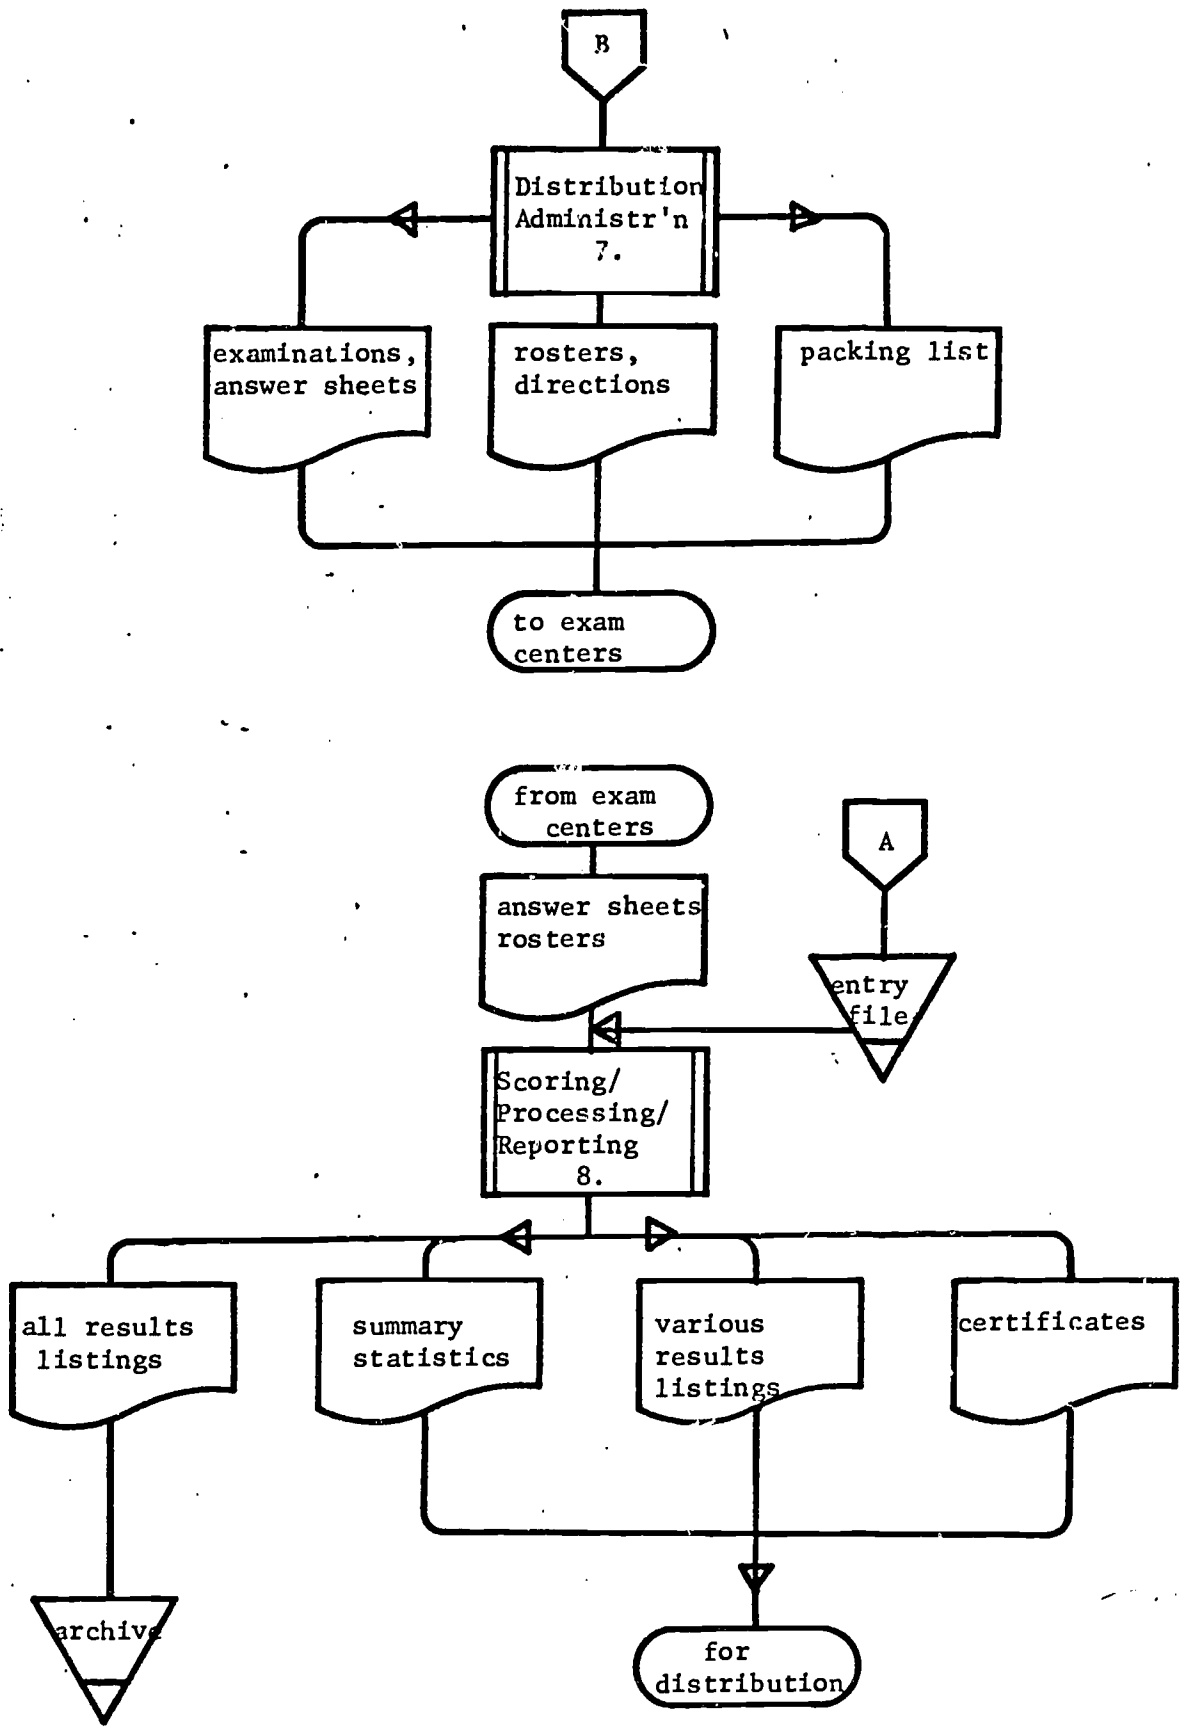 B
Distribution
Administr'n
7.
examinations,
answer sheets
rosters,
directions
packing list
to exam
centers
from exam
centers
A
answer sheets
rosters
entry
file
Scoring/
Processing/
Reporting
8.
all results
listings
summary
statistics
various
results
listings
certificates
archive
for
distribution